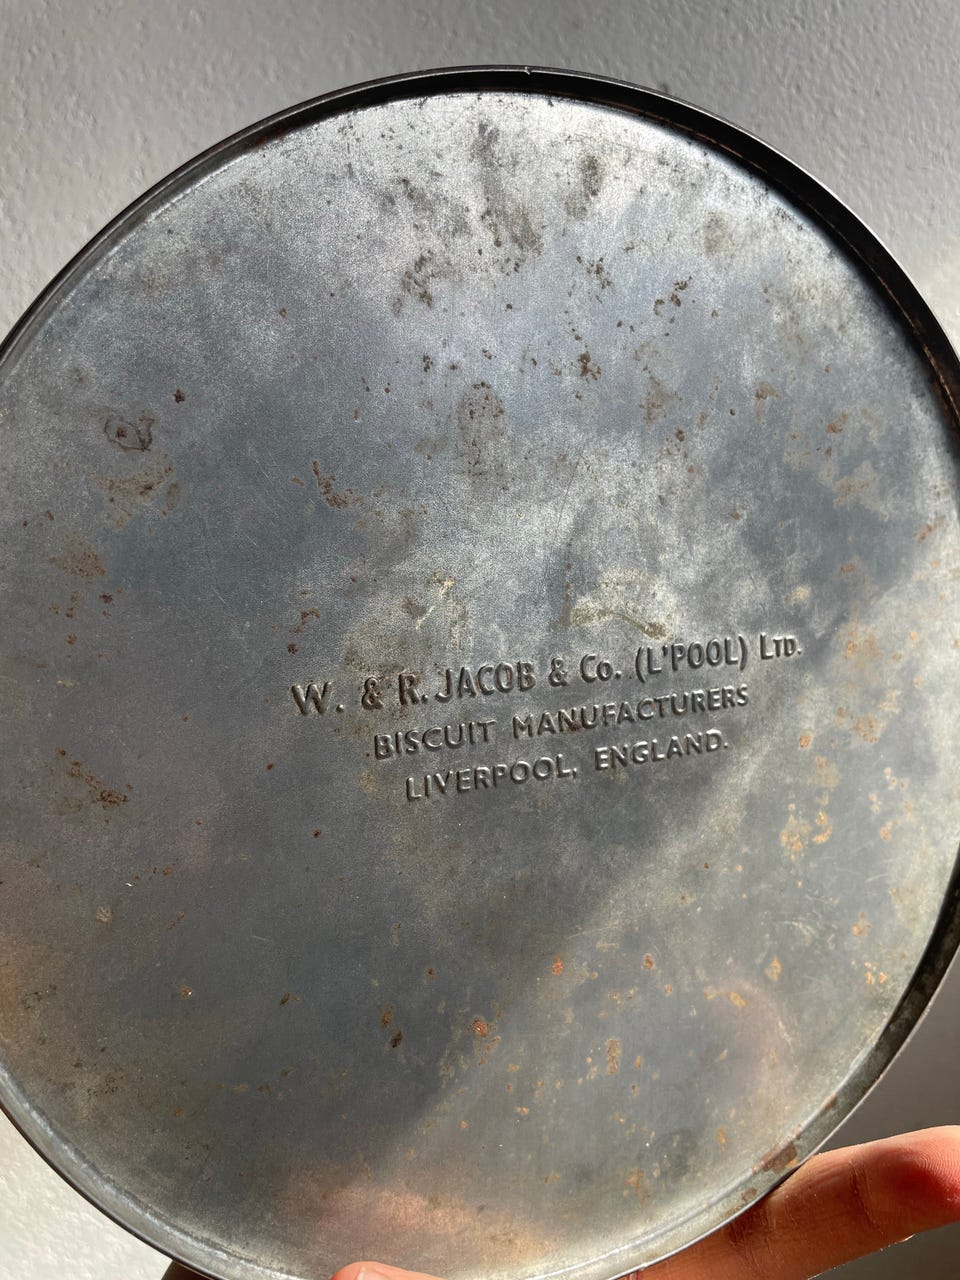 W. & R. JACOB & Co. (L'POOL) LTD.
BISCUIT MANUFACTURERS
LIVERPOOL, ENGLAND.